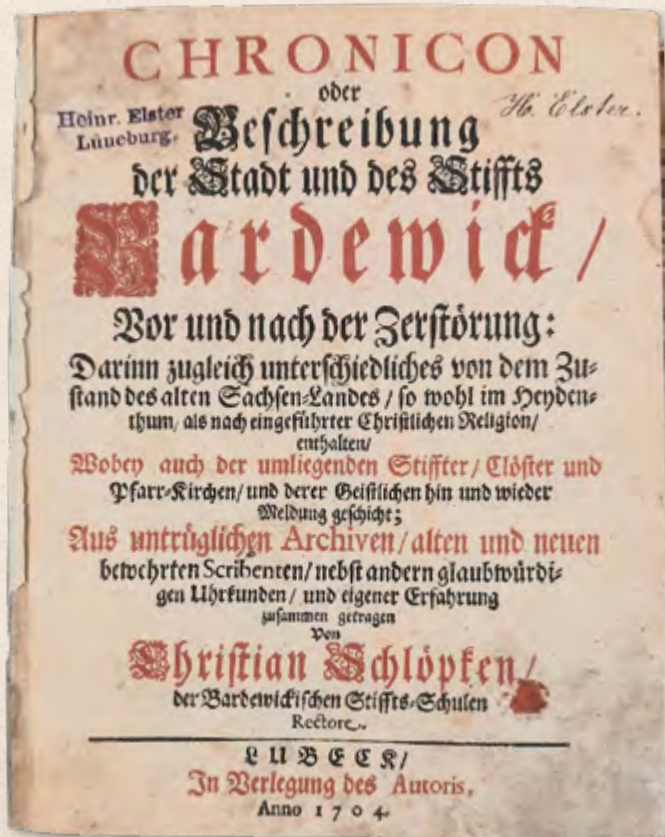 CHRONICON
oder
Heinr. Elster
Lüneburg.
H. Elster.
Beschreibung
der Stadt und des Stiffts
Bardewick /
Vor und nach der Zerstörung:
Darinn zugleich unterschiedliches von dem Zu⸗
stand des alten Sachsen⸗Landes / so wohl im Heyden⸗
thum, als nach eingeführter Christlichen Religion/
enthalten/
Wobey auch der umliegenden Stiffter / Clöster und
Pfarr⸗Kirchen / und derer Geistlichen hin und wieder
Meldung geschicht;
Aus untrüglichen Archiven / alten und neuen
bewehrten Scribenten / nebst andern glaubwürdi⸗
gen Uhrkunden / und eigener Erfahrung
zusammen getragen
Von
Christian Schlöpken /
der Bardewickischen Stiffts⸗Schulen
Rectore.
LUBECK /
In Verlegung des Autoris,
Anno 1704.